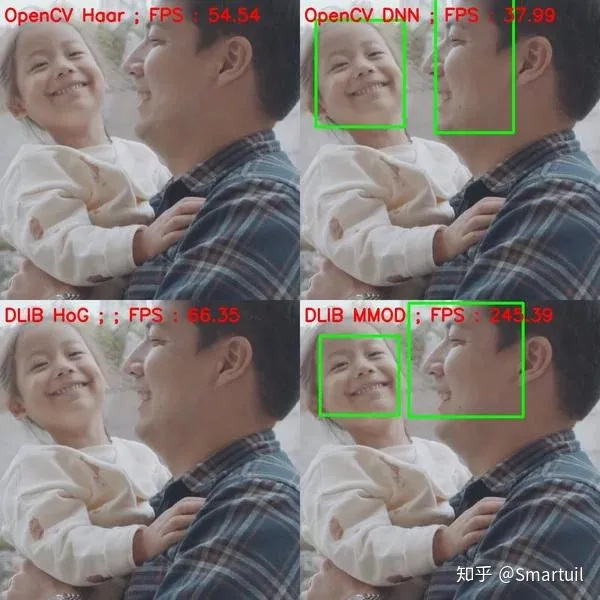 OpenCV Haar ; FPS : 54.54
OpenCV DNN ; FPS : 37.99
DLIB HoG ; ; FPS : 66.35
DLIB MMOD ; FPS : 245.39
知乎 @Smartuil